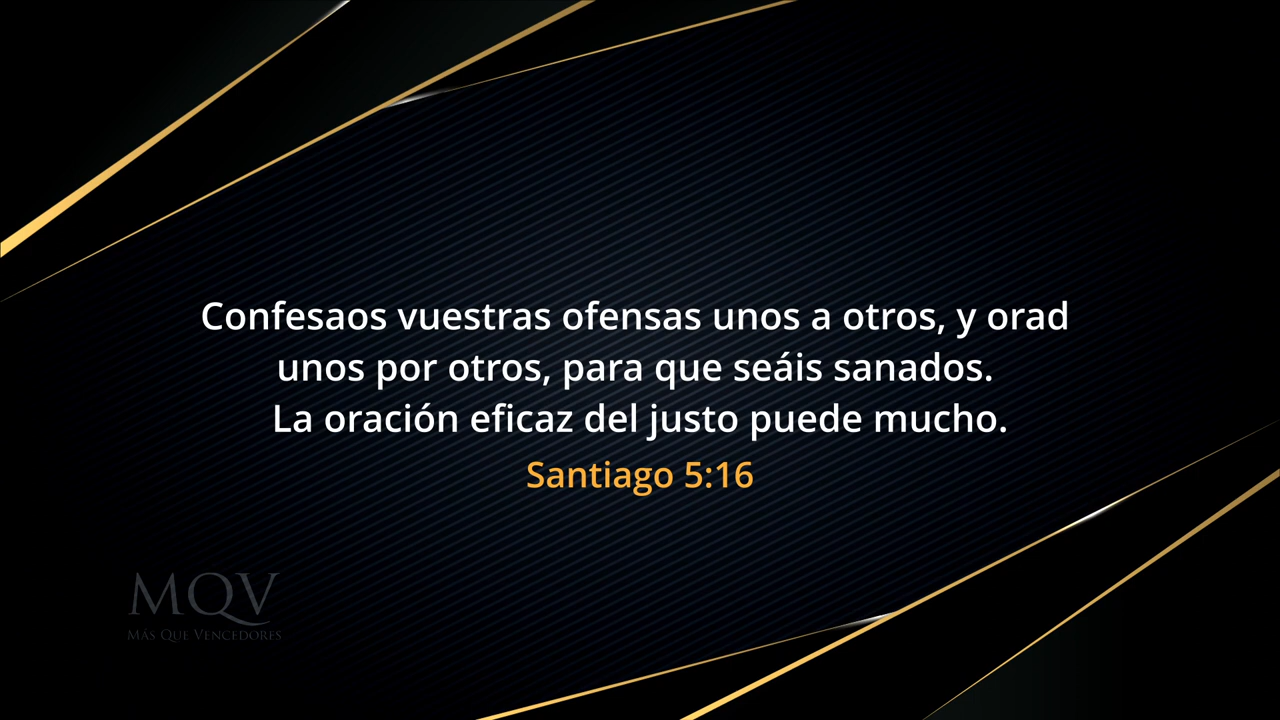 Confesaos vuestras ofensas unos a otros, y orad
unos por otros, para que seáis sanados.
La oración eficaz del justo puede mucho.
Santiago 5:16
MQV
MÁS QUE VENCEDORES